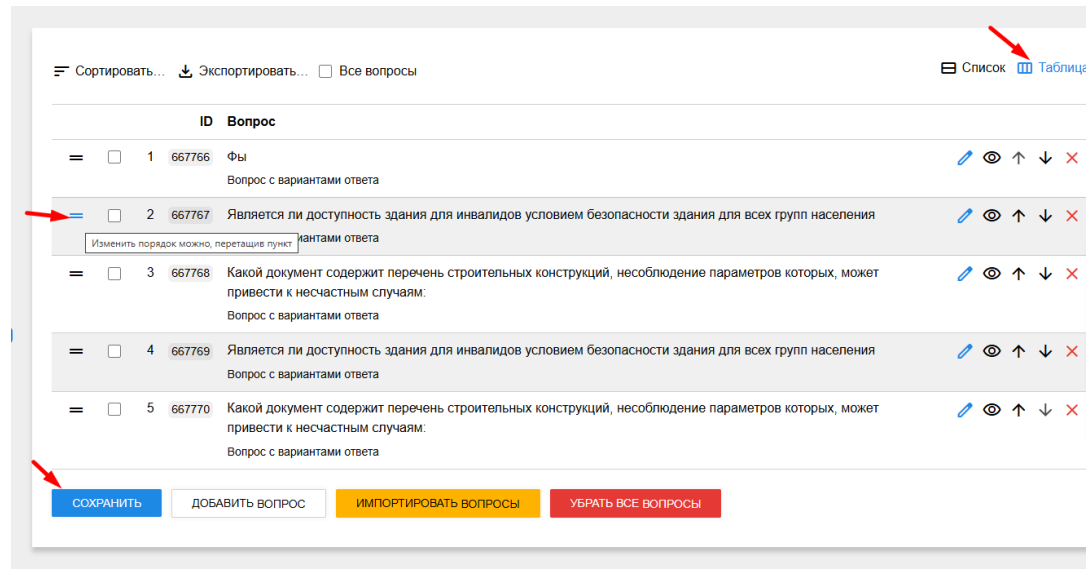 Сортировать... Экспортировать... Все вопросы Список Таблица
ID Вопрос
1 667766 Фы
Вопрос с вариантами ответа
2 667767 Является ли доступность здания для инвалидов условием безопасности здания для всех групп населения
Изменить порядок можно, перетащив пункт
иантами ответа
3 667768 Какой документ содержит перечень строительных конструкций, несоблюдение параметров которых, может
привести к несчастным случаям:
Вопрос с вариантами ответа
4 667769 Является ли доступность здания для инвалидов условием безопасности здания для всех групп населения
Вопрос с вариантами ответа
5 667770 Какой документ содержит перечень строительных конструкций, несоблюдение параметров которых, может
привести к несчастным случаям:
Вопрос с вариантами ответа
СОХРАНИТЬ ДОБАВИТЬ ВОПРОС ИМПОРТИРОВАТЬ ВОПРОСЫ УБРАТЬ ВСЕ ВОПРОСЫ